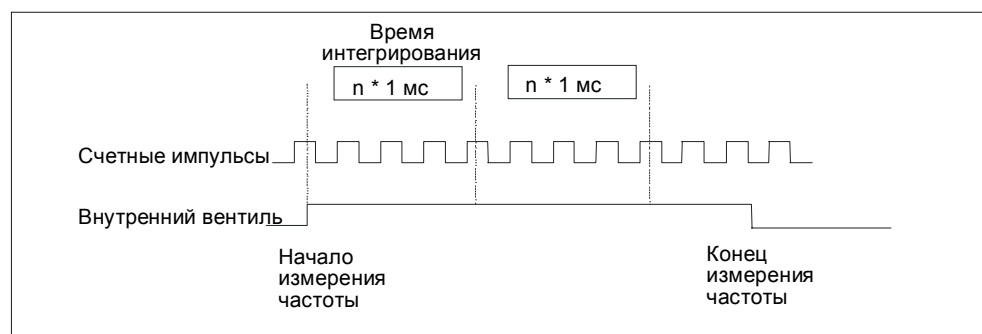 Время
интегрирования
n * 1 мс
n * 1 мс
Счетные импульсы
Внутренний вентиль
Начало
измерения
частоты
Конец
измерения
частоты